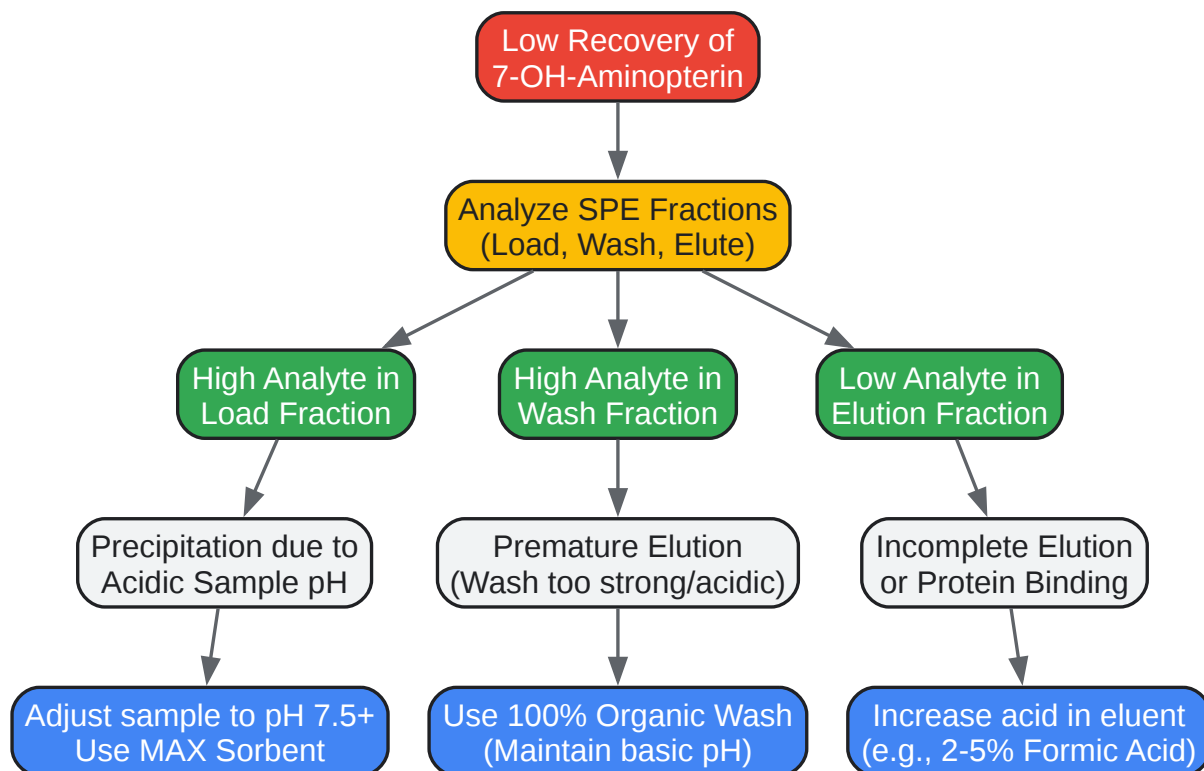 Low Recovery of
7-OH-Aminopterin
Analyze SPE Fractions
(Load, Wash, Elute)
High Analyte in
Load Fraction
High Analyte in
Wash Fraction
Low Analyte in
Elution Fraction
Precipitation due to
Acidic Sample pH
Premature Elution
(Wash too strong/acidic)
Incomplete Elution
or Protein Binding
Adjust sample to pH 7.5+
Use MAX Sorbent
Use 100% Organic Wash
(Maintain basic pH)
Increase acid in eluent
(e.g., 2-5% Formic Acid)